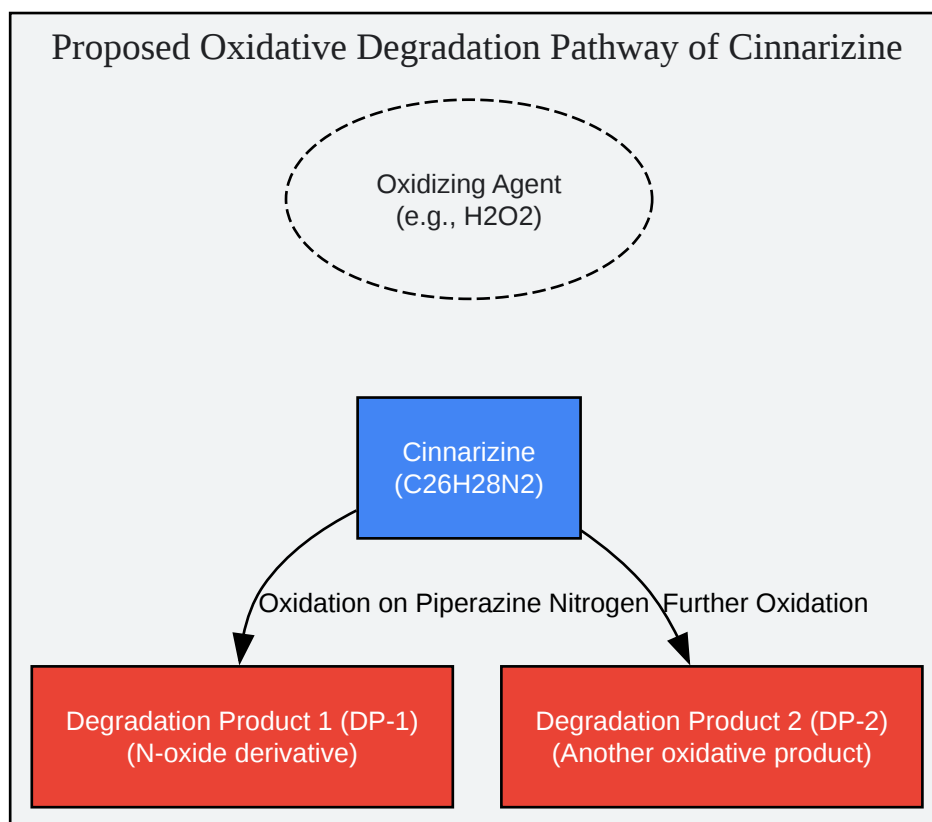 Proposed Oxidative Degradation Pathway of Cinnarizine
Oxidizing Agent
(e.g., H2O2)
Cinnarizine
(C26H28N2)
Oxidation on Piperazine Nitrogen
Further Oxidation
Degradation Product 1 (DP-1)
(N-oxide derivative)
Degradation Product 2 (DP-2)
(Another oxidative product)